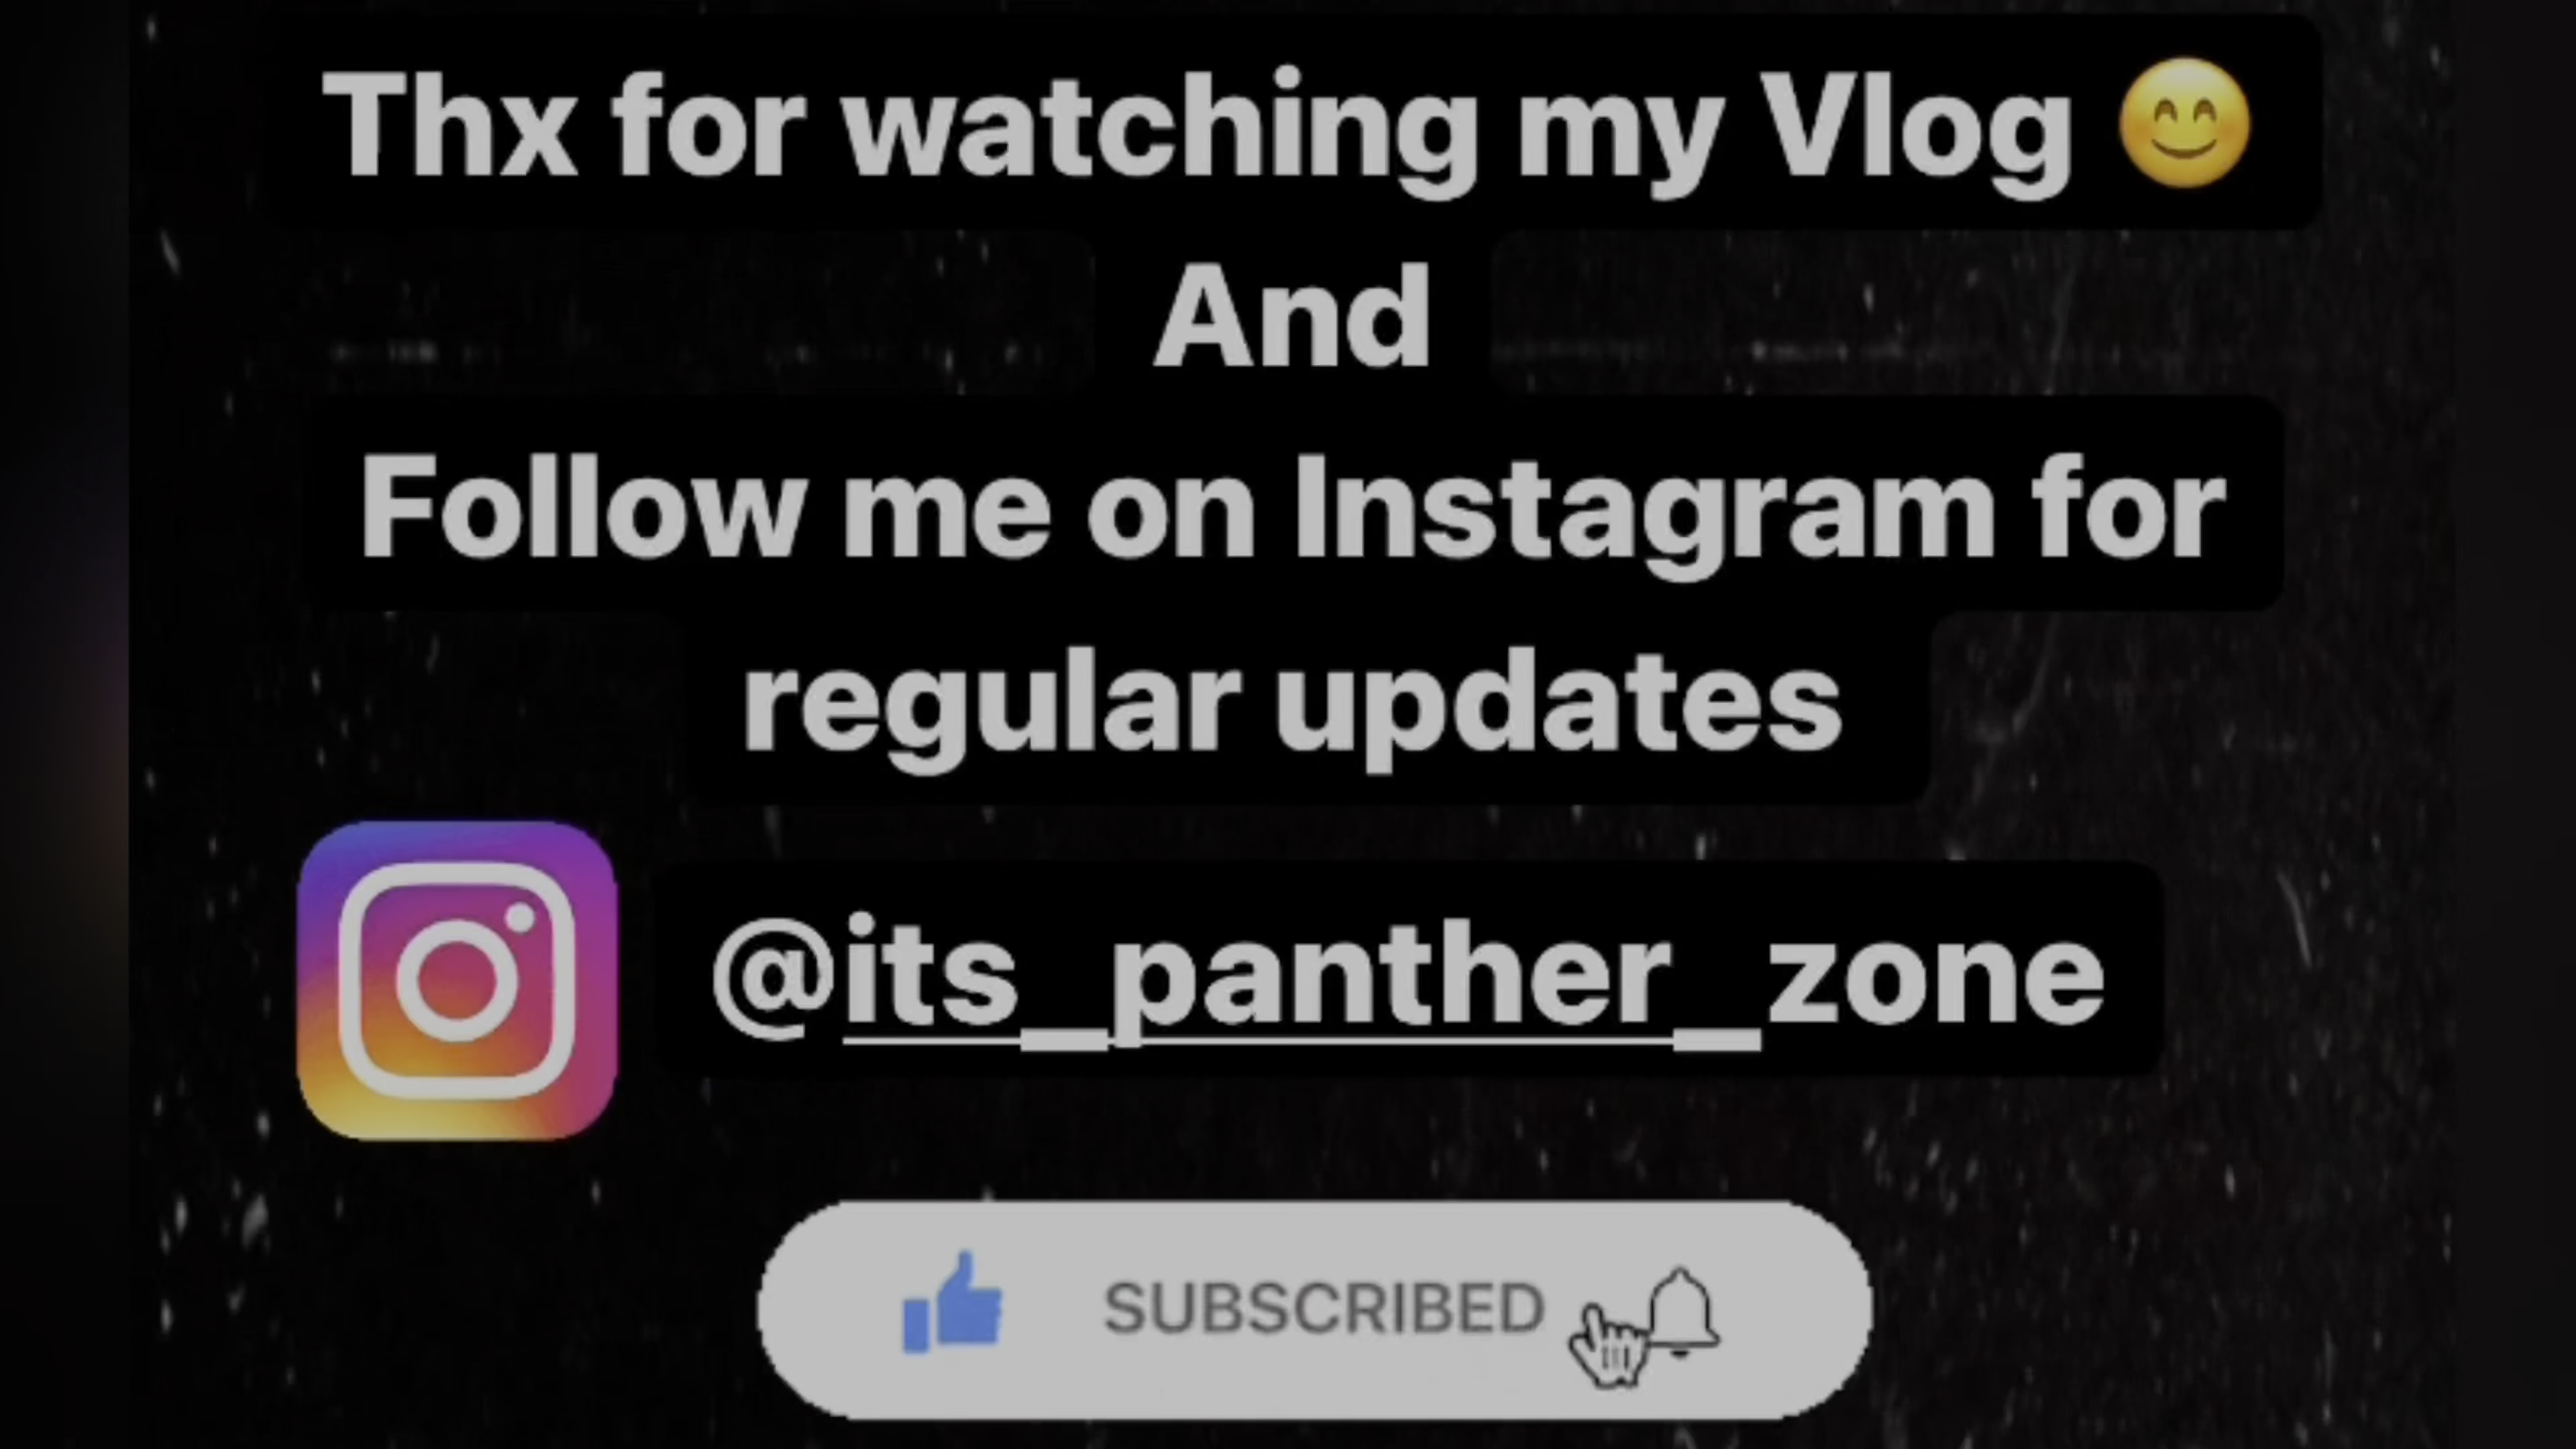 Thx for watching my Vlog 😊
And
Follow me on Instagram for
regular updates
@its_panther_zone
SUBSCRIBED